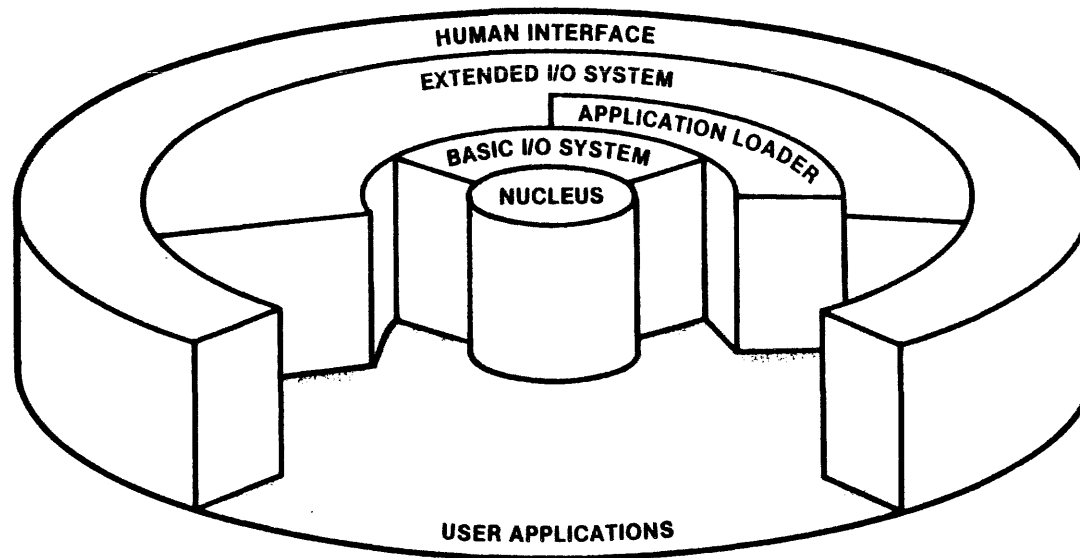 HUMAN INTERFACE
EXTENDED I/O SYSTEM
APPLICATION LOADER
BASIC I/O SYSTEM
NUCLEUS
USER APPLICATIONS